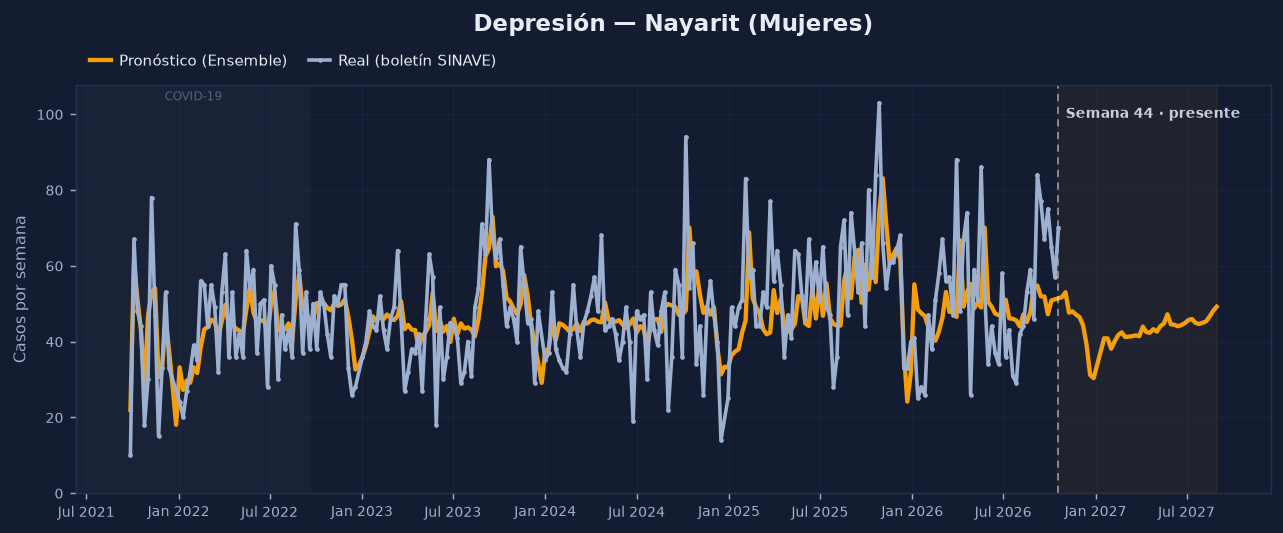 Depresión — Nayarit (Mujeres)
Pronóstico (Ensemble)
Real (boletín SINAVE)
COVID-19
Semana 44 · presente
Casos por semana
100
80
60
40
20
0
Jul 2021
Jan 2022
Jul 2022
Jan 2023
Jul 2023
Jan 2024
Jul 2024
Jan 2025
Jul 2025
Jan 2026
Jul 2026
Jan 2027
Jul 2027